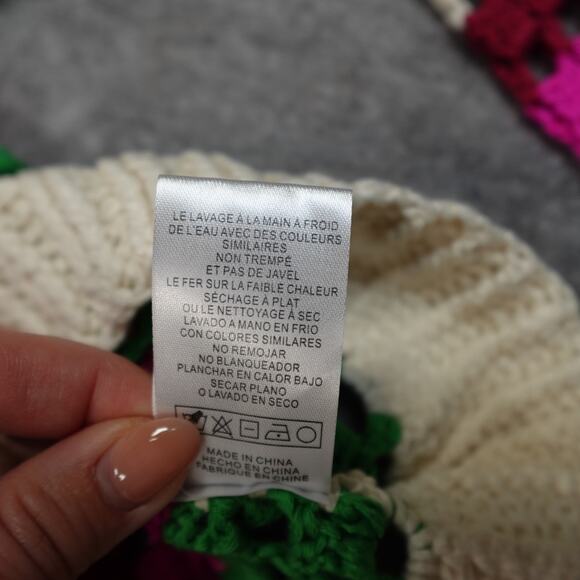 LE LAVAGE À LA MAIN À FROID
DE L'EAU AVEC DES COULEURS
SIMILAIRES
NON TREMPÉ
ET PAS DE JAVEL
LE FER SUR LA FAIBLÉ CHALEUR
SÉCHAGE À PLAT
OU LE NETTOYAGE À SEC
LAVADO A MANO EN FRIO
CON COLORES SIMILARES
NO REMOJAR
NO BLANQUEADOR
PLANCHAR EN CALOR BAJO
SECAR PLANO
O LAVADO EN SECO
MADE IN CHINA
HECHO EN CHINA
FABRIQUE EN CHINE